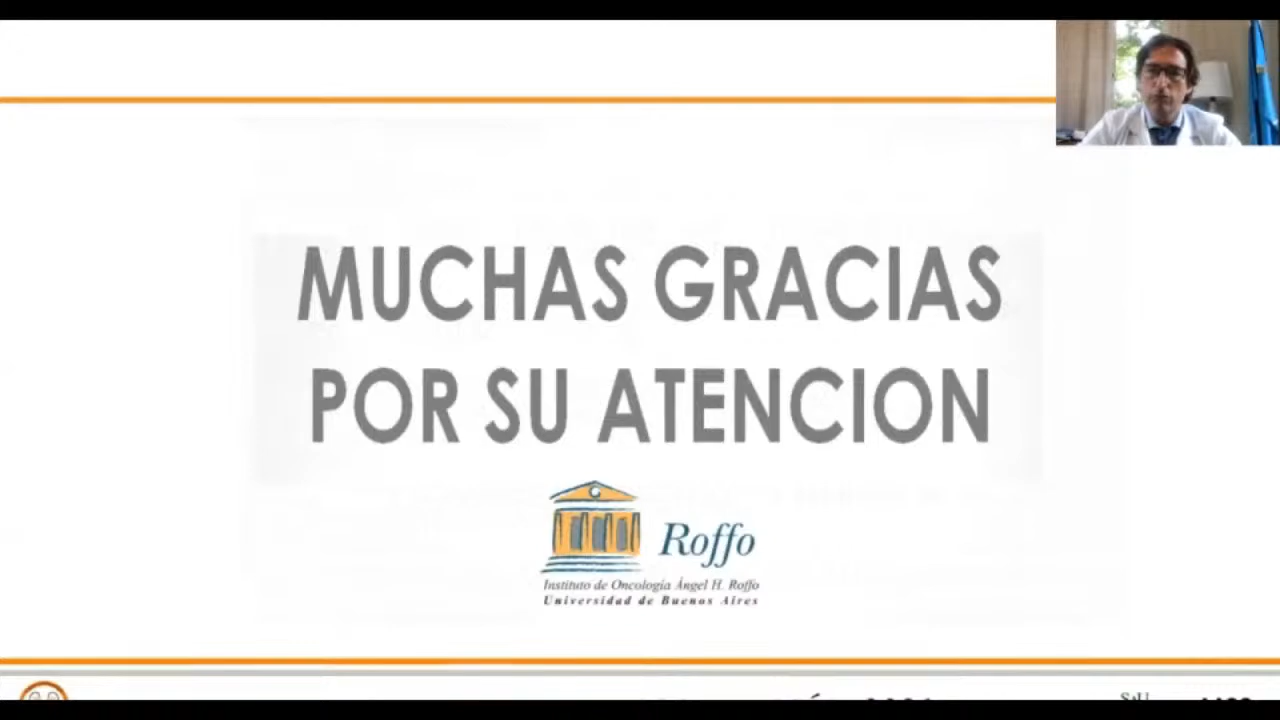 MUCHAS GRACIAS
POR SU ATENCION
Roffo
Instituto de Oncología Ángel H. Roffo
Universidad de Buenos Aires